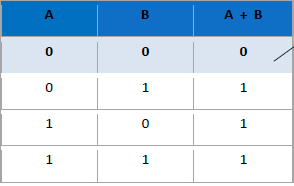 A B A + B
0 0 0
0 1 1
1 0 1
1 1 1